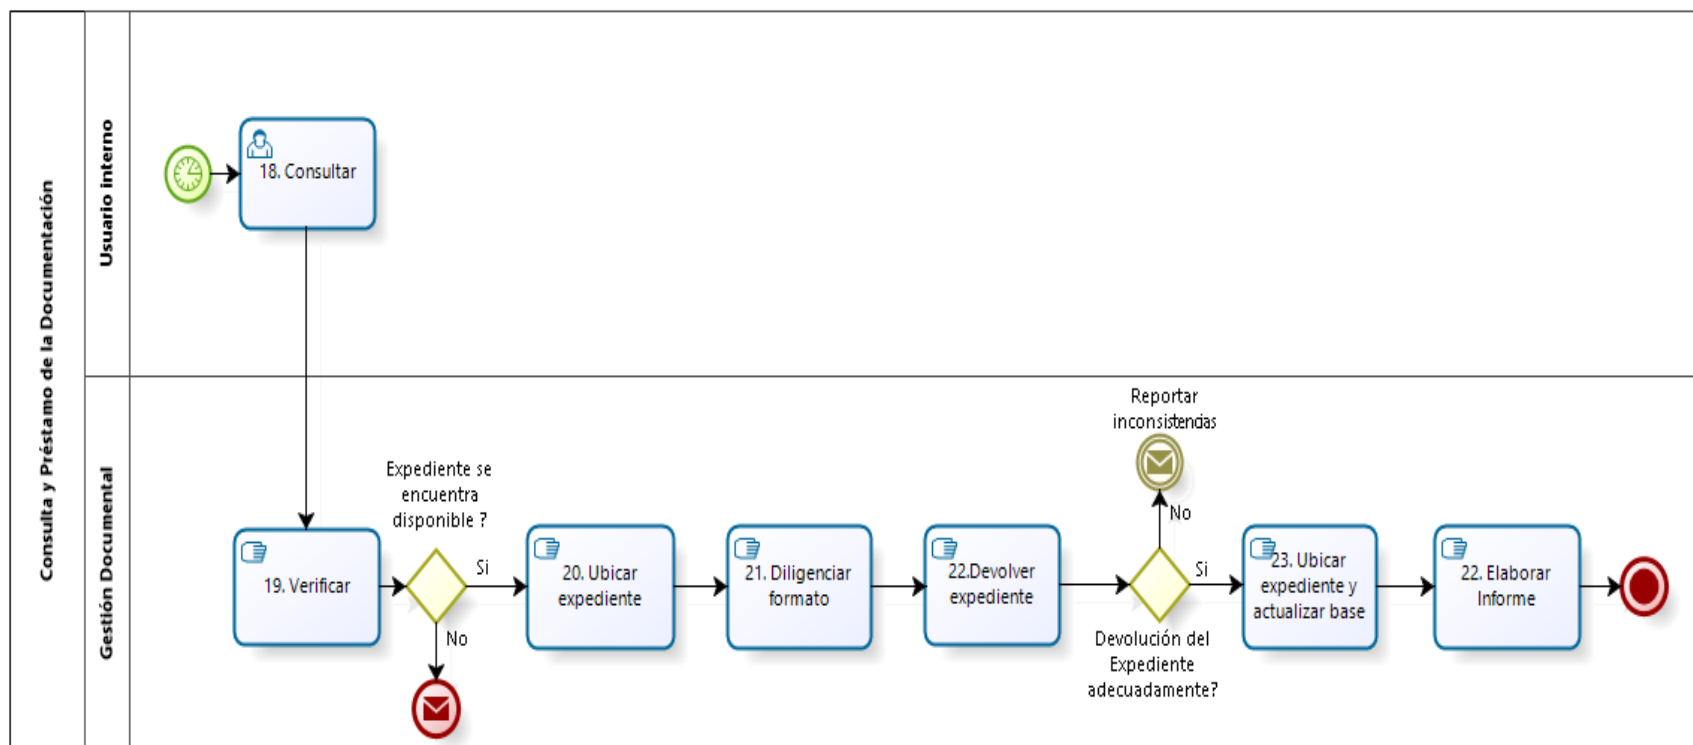 Consulta y Préstamo de la Documentación
Usuario interno
18. Consultar
Gestión Documental
19. Verificar
Expediente se
encuentra
disponible ?
Si
No
20. Ubicar
expediente
21. Diligenciar
formato
22.Devolver
expediente
Reportar
inconsistencias
No
Si
Devolución del
Expediente
adecuadamente?
23. Ubicar
expediente y
actualizar base
22. Elaborar
Informe